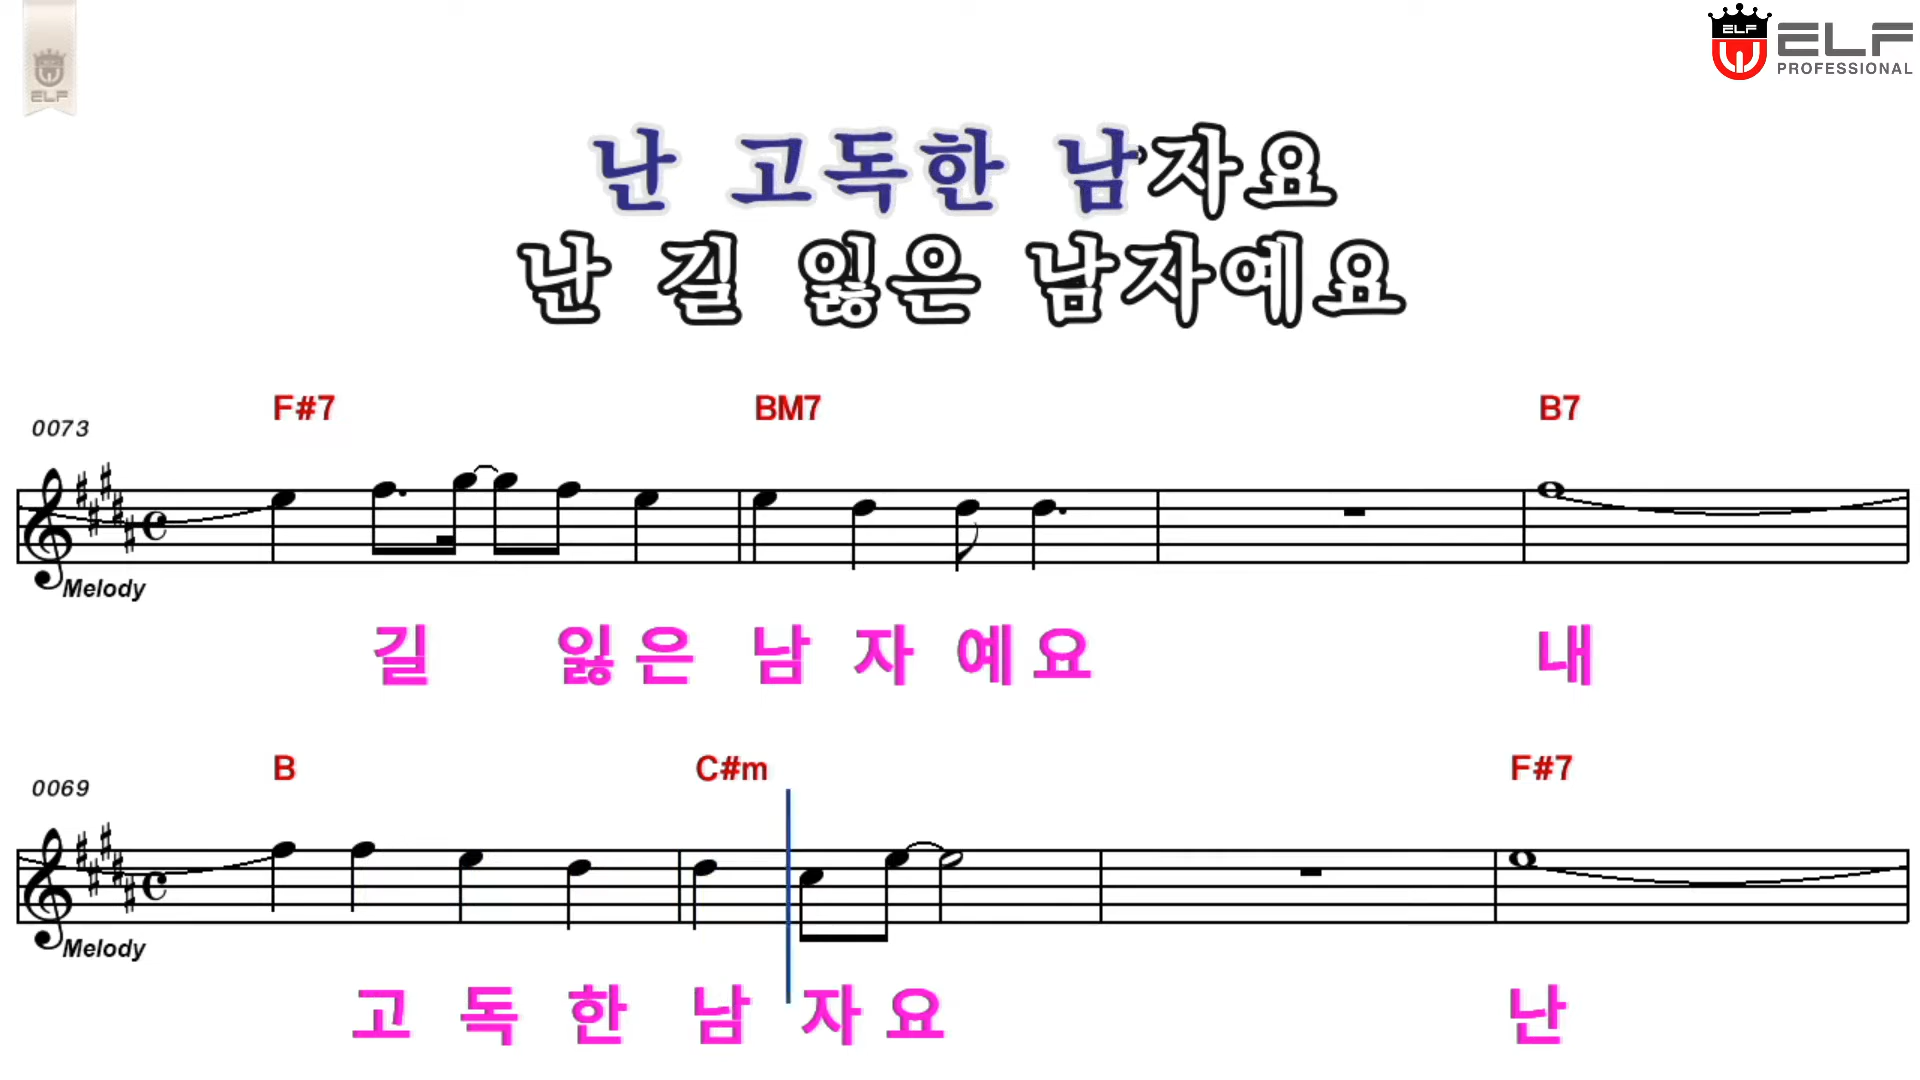 ELF
ELF
ELF
PROFESSIONAL
난 고독한 남자요
난 길 잃은 남자예요
F#7 BM7 B7
0073
Melody
길 잃은 남 자 예 요 내
B C#m F#7
0069
Melody
고 독 한 남 자 요 난